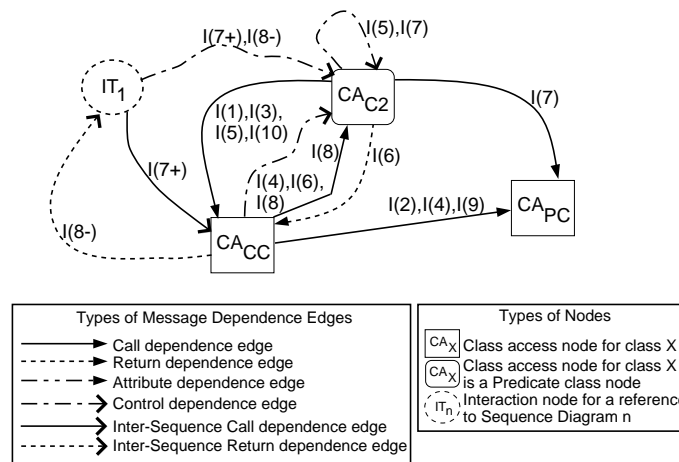 I(5),I(7)
I(7+),I(8-)
IT1
CAC2
I(7)
I(1),I(3),
I(5),I(10)
I(8)
I(6)
I(7+)
I(4),I(6),
I(8)
I(2),I(4),I(9)
CAPC
I(8-)
CACC
Types of Message Dependence Edges
Call dependence edge
Return dependence edge
Attribute dependence edge
Control dependence edge
Inter-Sequence Call dependence edge
Inter-Sequence Return dependence edge
Types of Nodes
CAX Class access node for class X
CAX Class access node for class X
is a Predicate class node
ITn Interaction node for a reference
to Sequence Diagram n